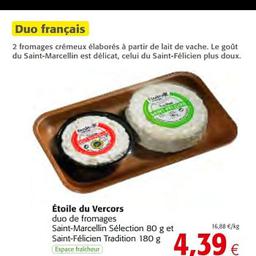 Duo français
2 fromages crémeux élaborés à partir de lait de vache. Le goût
du Saint-Marcellin est délicat, celui du Saint-Félicien plus doux.
Étoile du Vercors
duo de fromages
Saint-Marcellin Sélection 80 g et
Saint-Félicien Tradition 180 g
Espace fraîcheur
16,88 €/kg
4,39 €